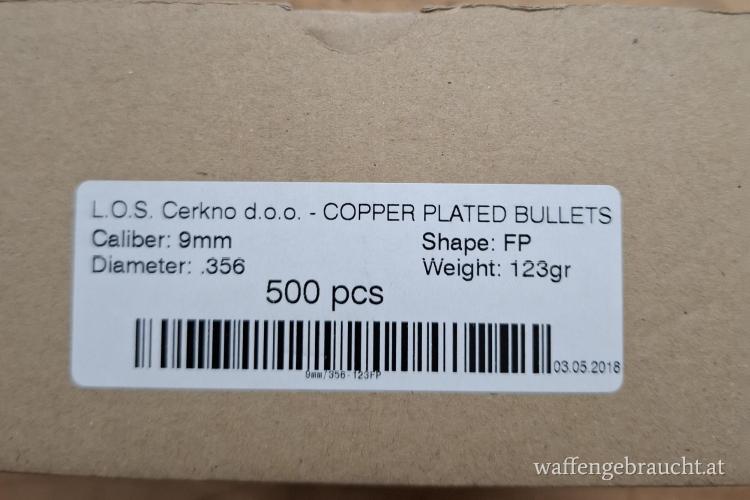 L.O.S. Cerkno d.o.o. - COPPER PLATED BULLETS
Caliber: 9mm Shape: FP
Diameter: .356 Weight: 123gr
500 pcs
03.05.2018
9mm/356-123FP
waffengebraucht.at